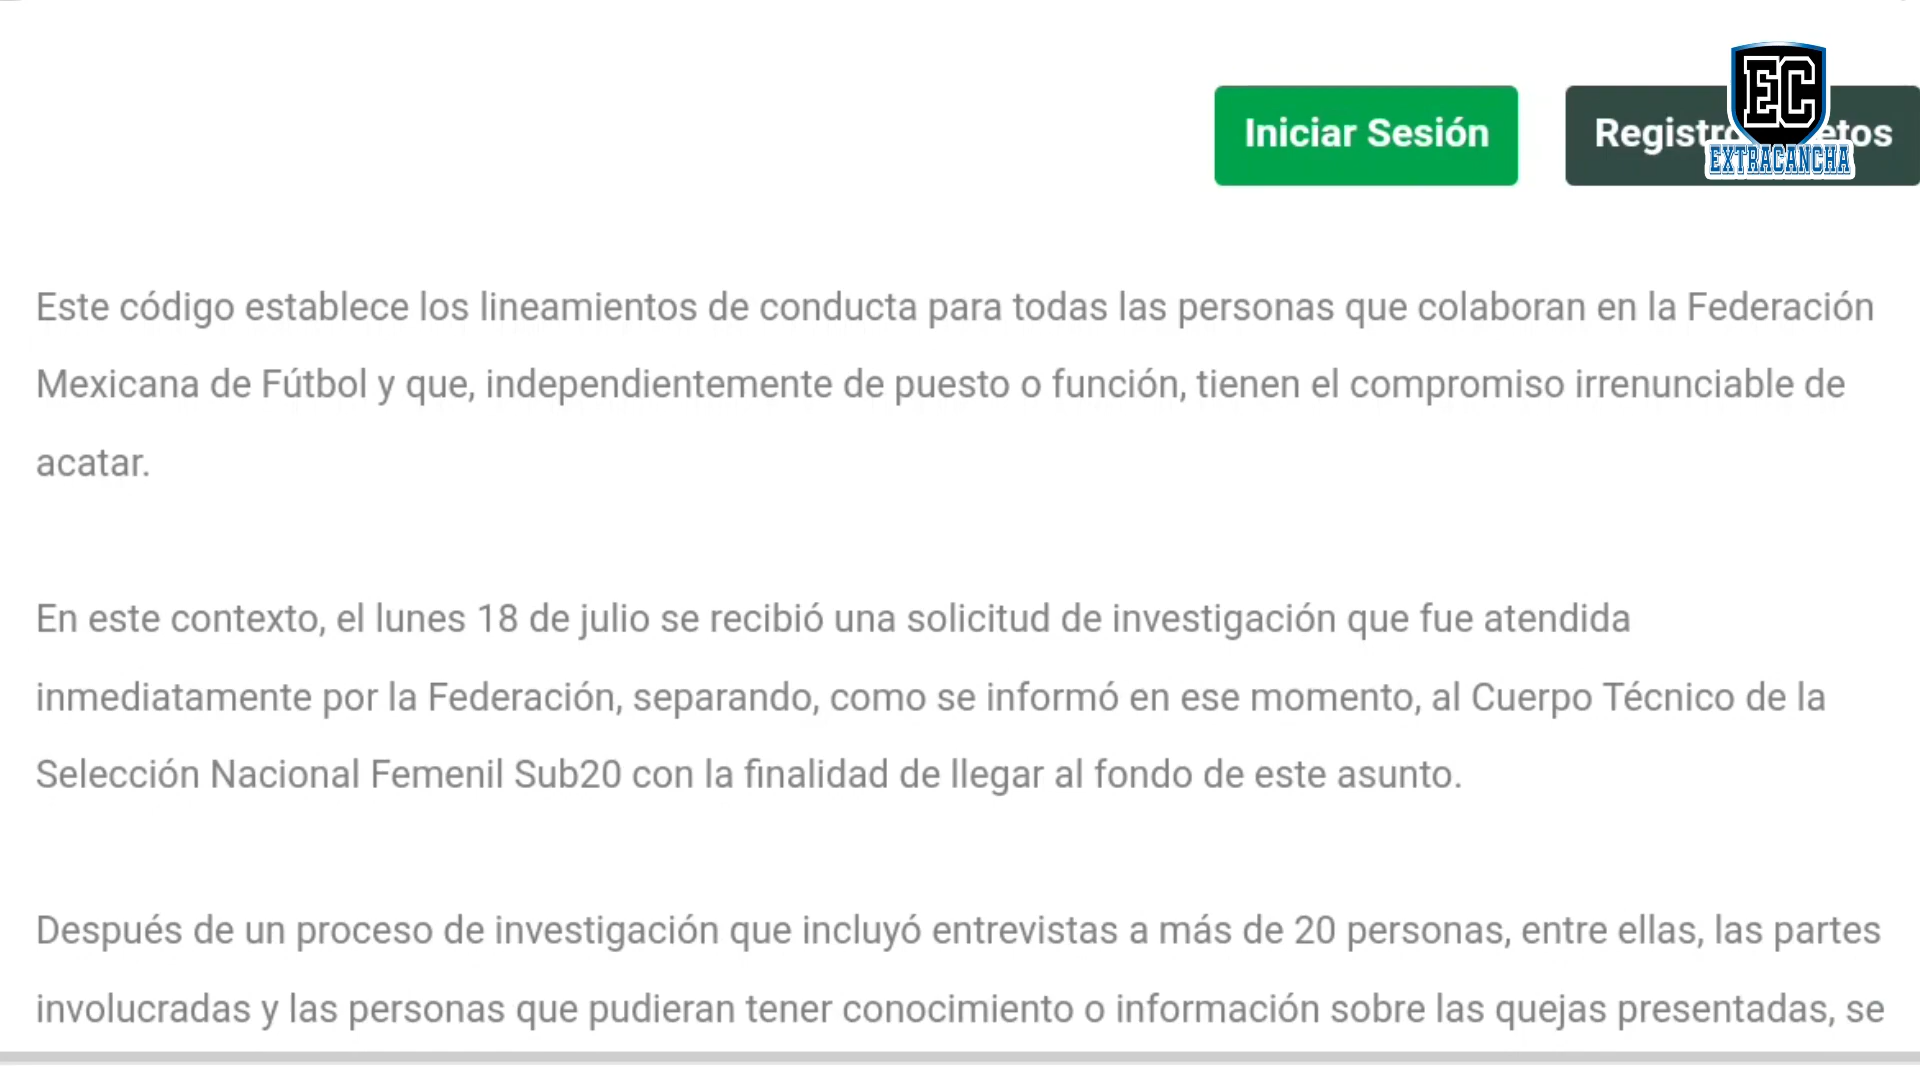 Iniciar Sesión
EC
EXTRACANCHA
Este código establece los lineamientos de conducta para todas las personas que colaboran en la Federación
Mexicana de Fútbol y que, independientemente de puesto o función, tienen el compromiso irrenunciable de
acatar.
En este contexto, el lunes 18 de julio se recibió una solicitud de investigación que fue atendida
inmediatamente por la Federación, separando, como se informó en ese momento, al Cuerpo Técnico de la
Selección Nacional Femenil Sub20 con la finalidad de llegar al fondo de este asunto.
Después de un proceso de investigación que incluyó entrevistas a más de 20 personas, entre ellas, las partes
involucradas y las personas que pudieran tener conocimiento o información sobre las quejas presentadas, se